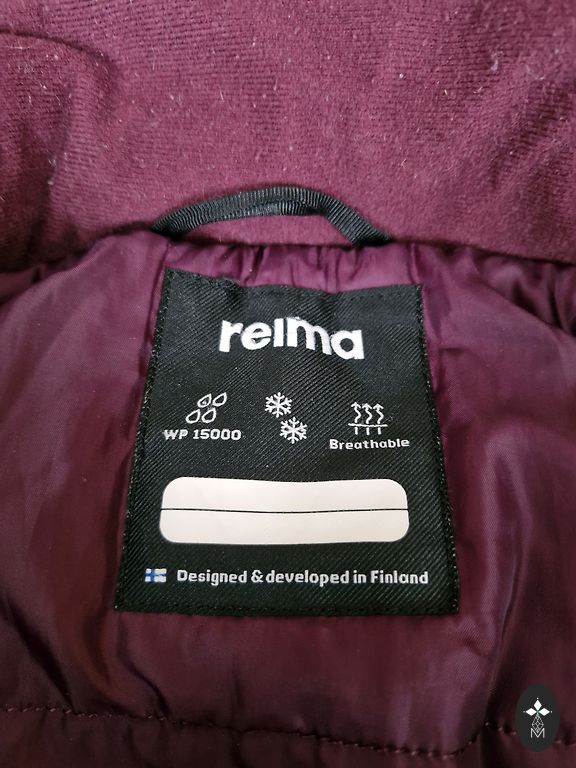 reima
WP 15000
Breathable
Designed & developed in Finland